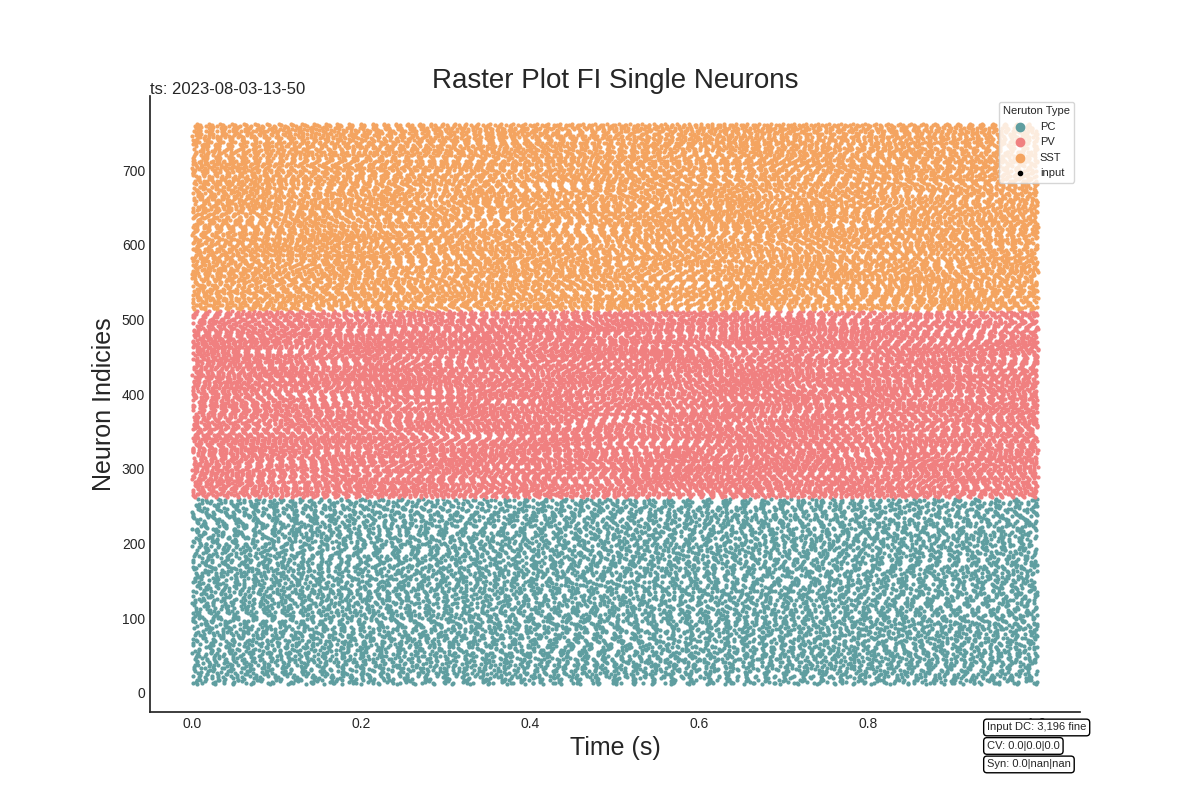 Raster Plot FI Single Neurons
ts: 2023-08-03-13-50
Neruton Type
PC
PV
SST
input
Neuron Indicies
700
600
500
400
300
200
100
0
0.0 0.2 0.4 0.6 0.8
Time (s)
Input DC: 3,196 fine
CV: 0.0|0.0|0.0
Syn: 0.0|nan|nan